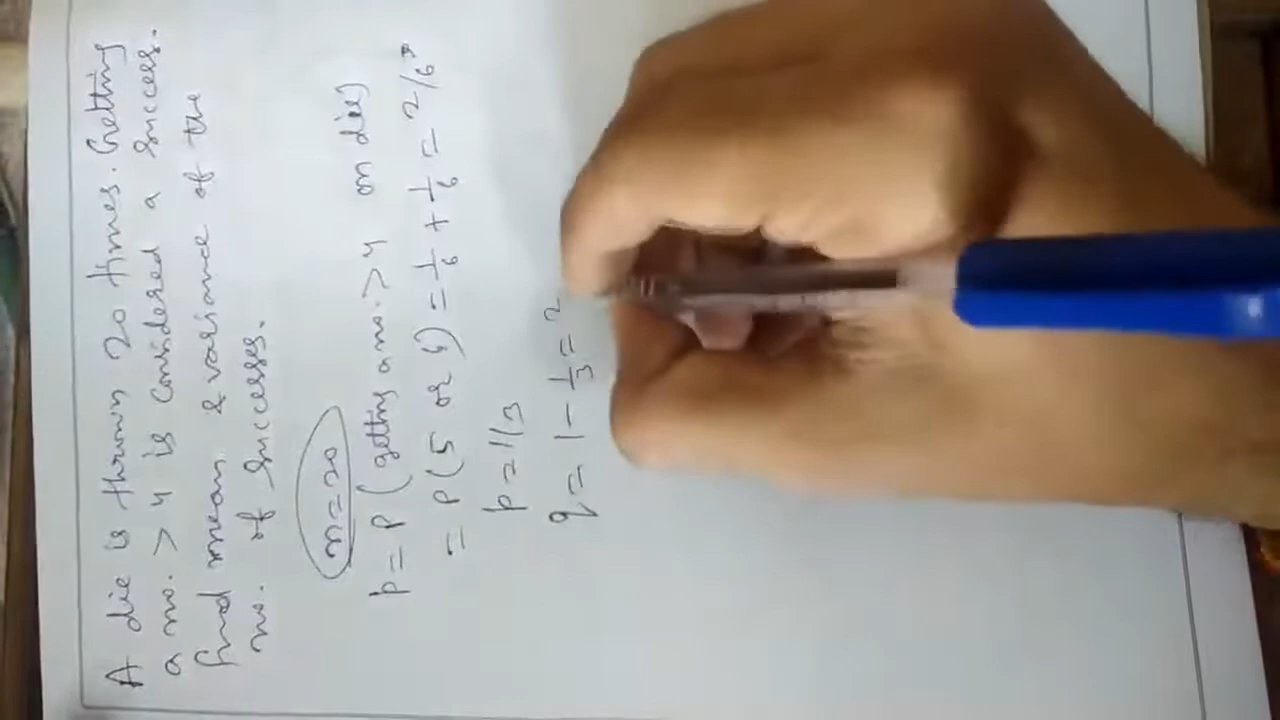 A die is thrown 20 times. Getting
a no. > 4 is considered a success.
find mean & variance of the
no. of successes.
n=20
p = P (getting a no. > 4 on die)
= P(5 or 6) = 1/6 + 1/6 = 2/6
p = 1/3
q = 1 - 1/3 = 2